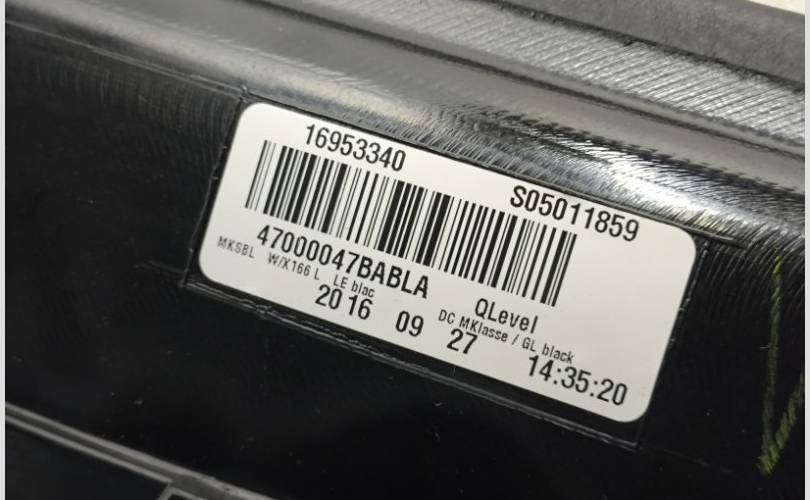 16953340 S05011859
47000047BABLA QLevel
MKSBL W/X166 L LE blac DC MKlasse / GL black
2016 09 27 14:35:20